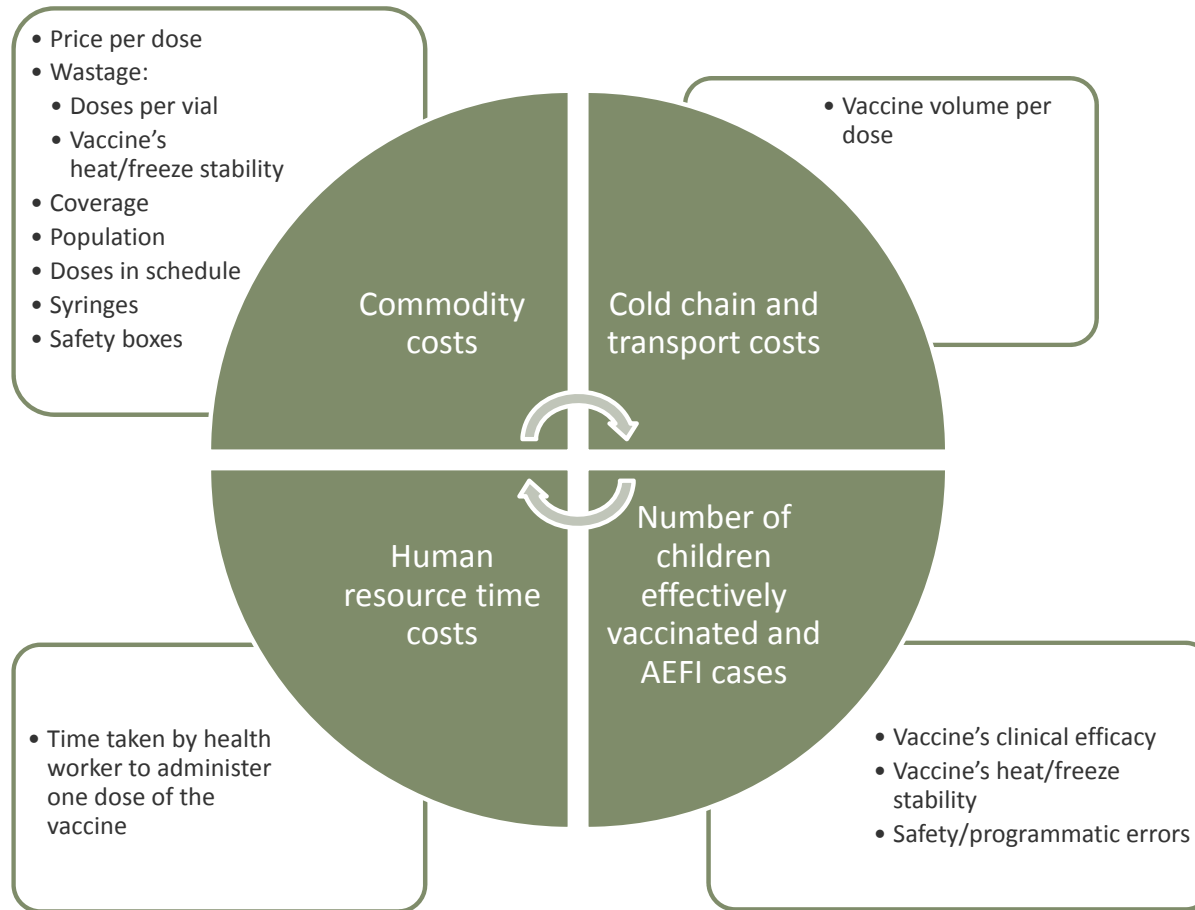 • Price per dose
• Wastage:
• Doses per vial
• Vaccine's
heat/freeze stability
• Coverage
• Population
• Doses in schedule
• Syringes
• Safety boxes
• Vaccine volume per
dose
Commodity
costs
Cold chain and
transport costs
Human
resource time
costs
Number of
children
effectively
vaccinated and
AEFI cases
• Time taken by health
worker to administer
one dose of the
vaccine
• Vaccine's clinical efficacy
• Vaccine's heat/freeze
stability
• Safety/programmatic errors